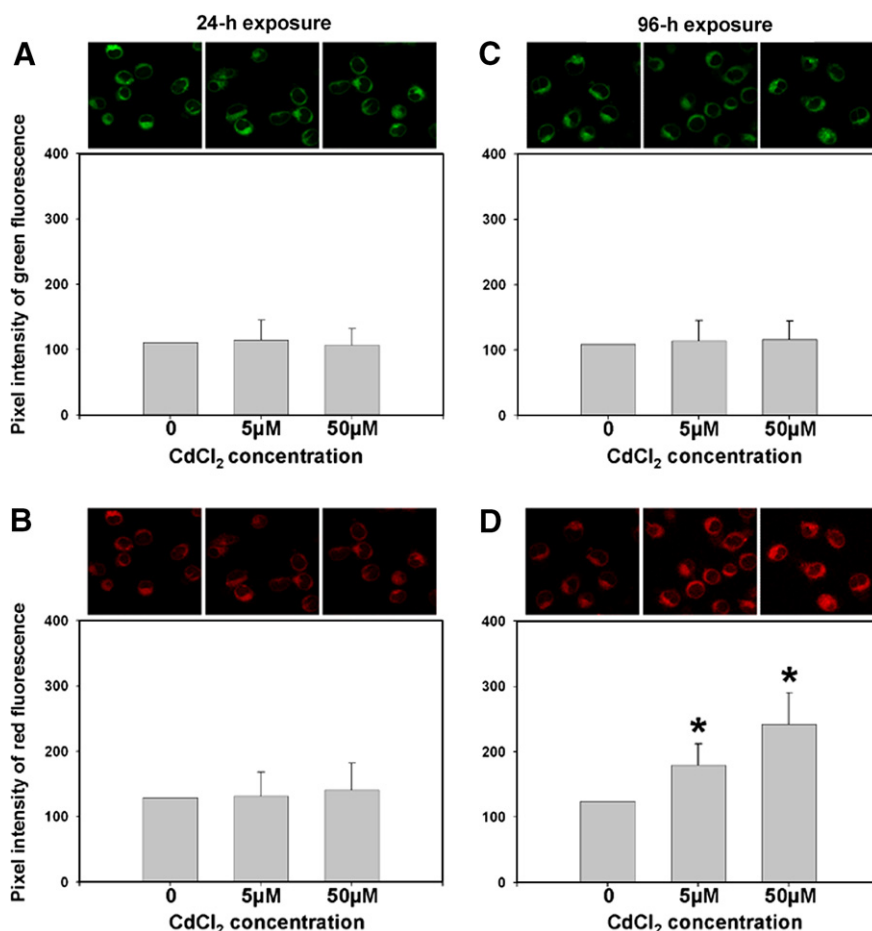 24-h exposure
96-h exposure
A
Pixel intensity of green fluorescence
400
300
200
100
0
0 5µM 50µM
CdCl₂ concentration
C
400
300
200
100
0
0 5µM 50µM
CdCl₂ concentration
B
Pixel intensity of red fluorescence
400
300
200
100
0
0 5µM 50µM
CdCl₂ concentration
D
400
300
200
100
0
*
*
0 5µM 50µM
CdCl₂ concentration